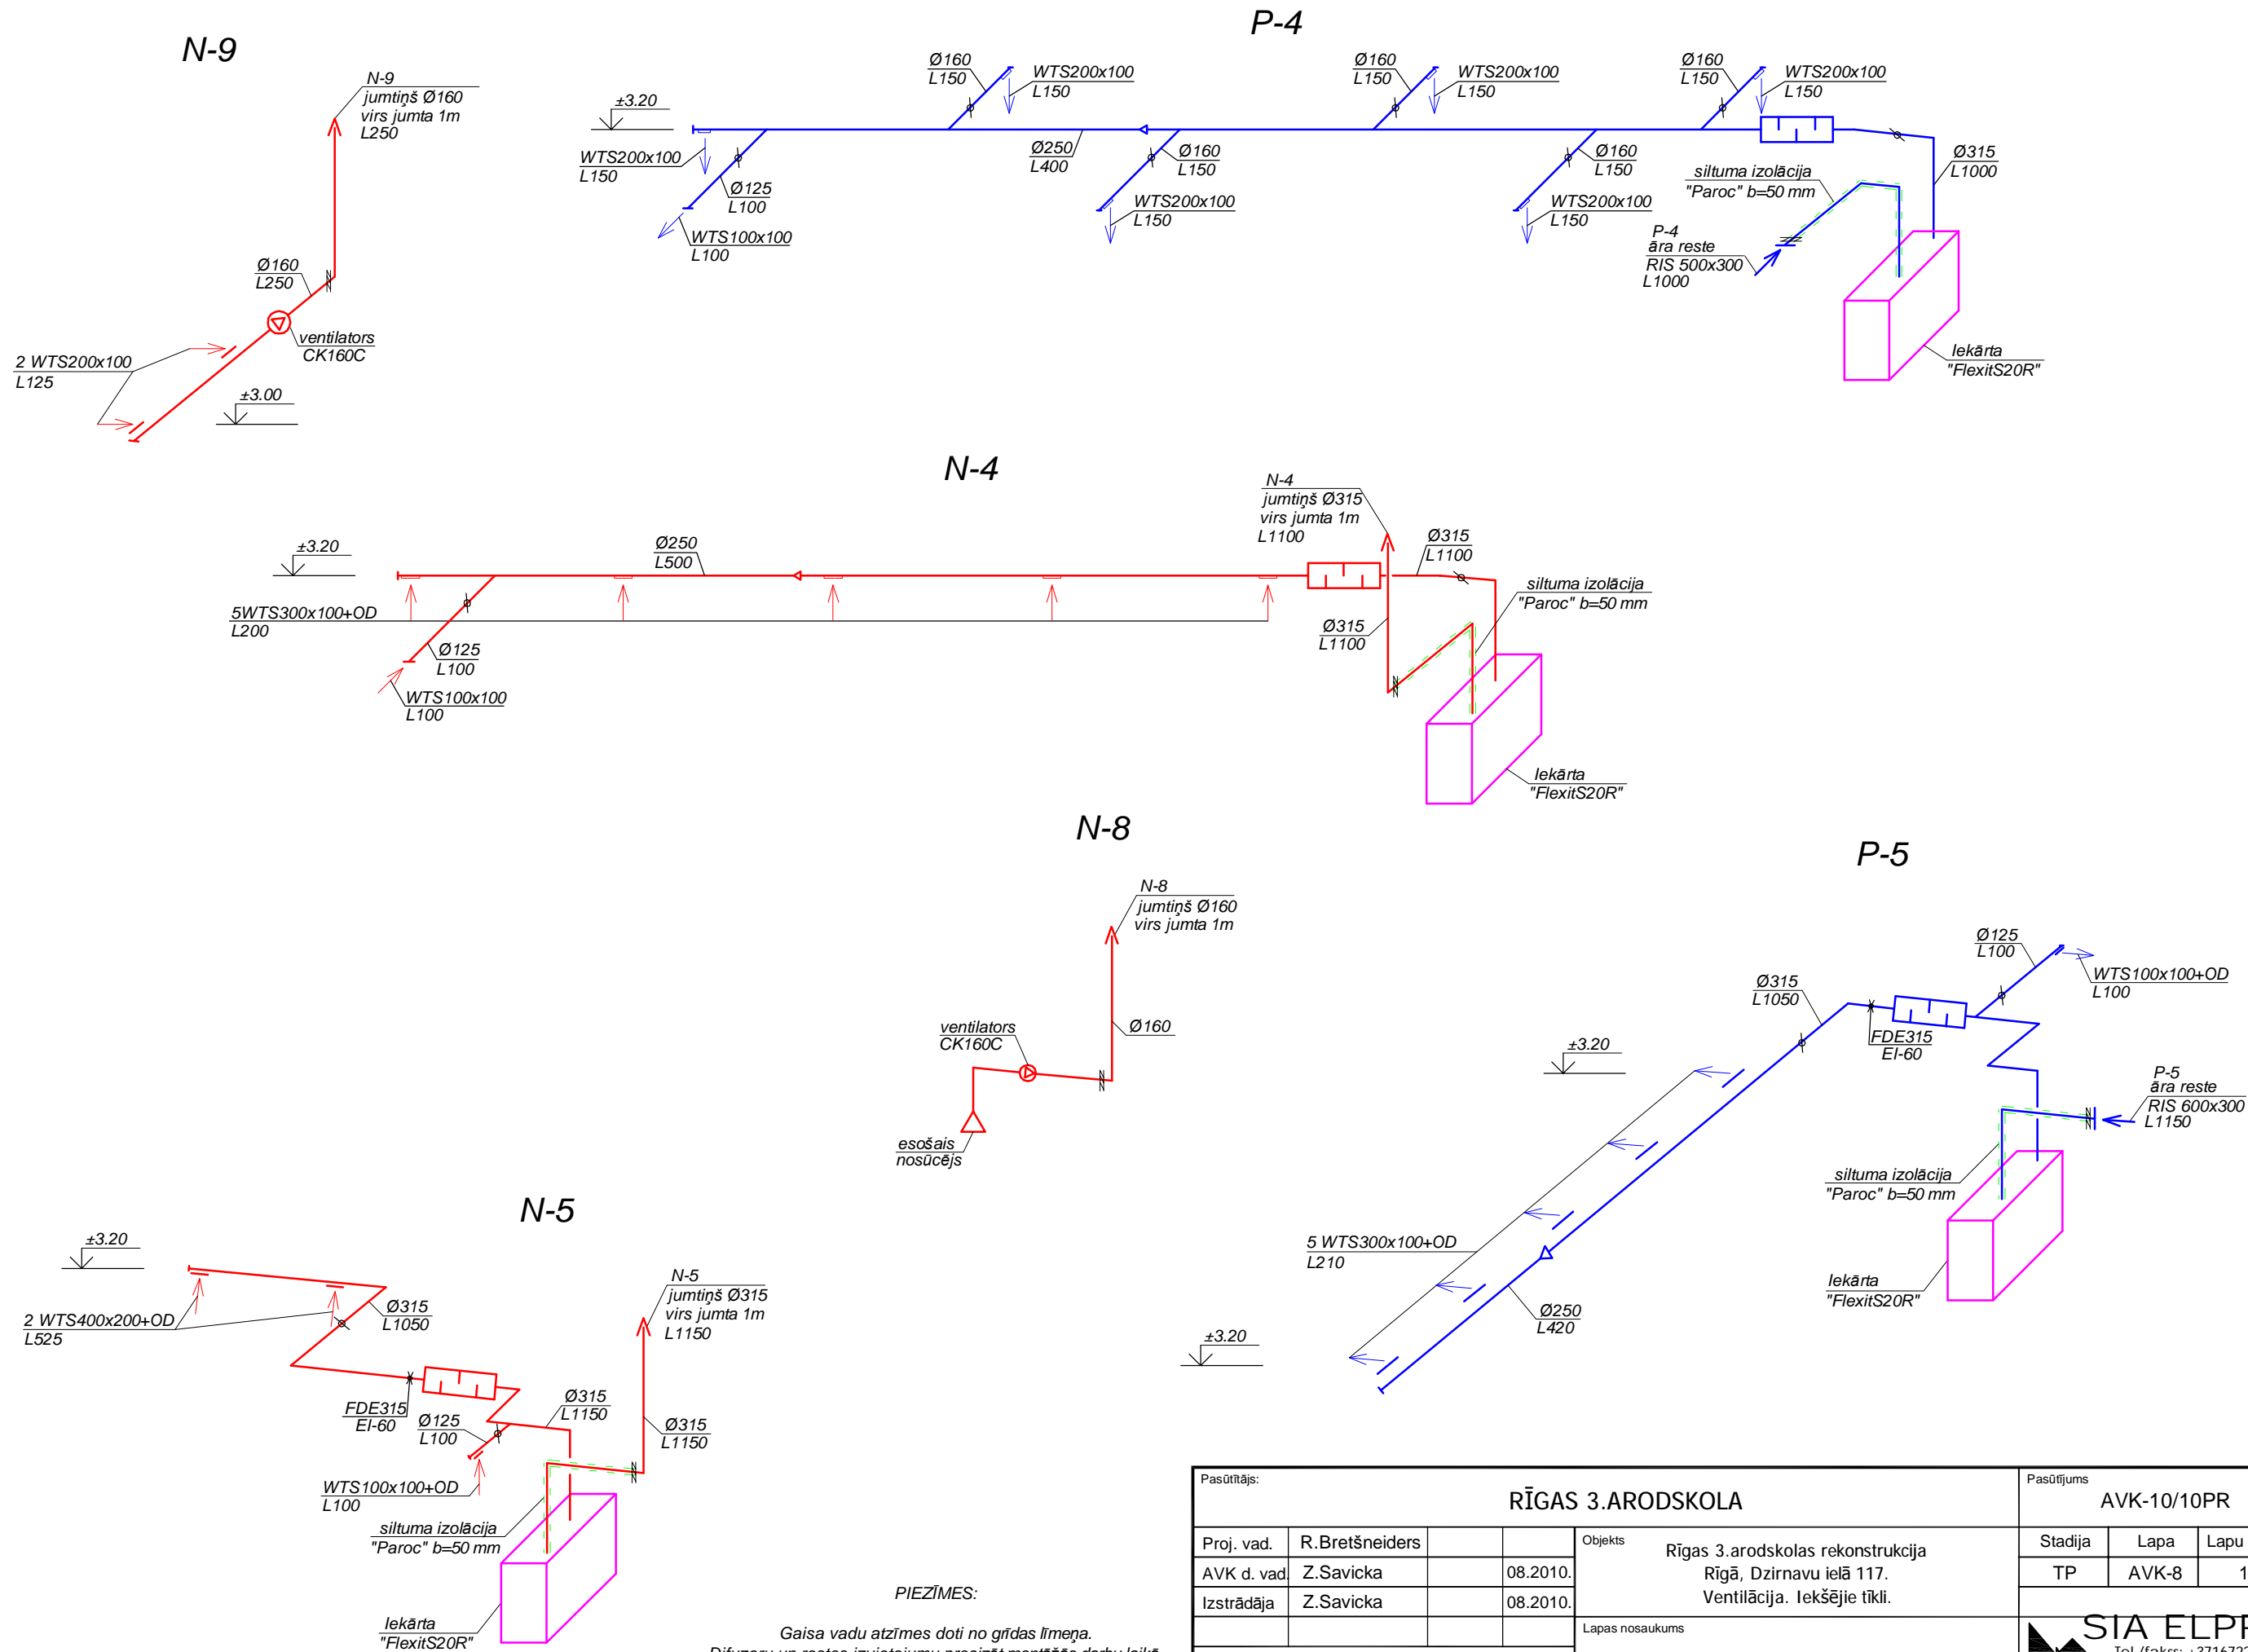 N-9
N-9
jumtiņš Ø160
virs jumta 1m
L250
Ø160
L250
ventilators
CK160C
2 WTS200x100
L125
±3.00
P-4
±3.20
Ø160
L150
WTS200x100
L150
Ø160
L150
WTS200x100
L150
Ø160
L150
WTS200x100
L150
WTS200x100
L150
Ø125
L100
WTS100x100
L100
Ø250
L400
Ø160
L150
WTS200x100
L150
Ø160
L150
WTS200x100
L150
siltuma izolācija
"Paroc" b=50 mm
Ø315
L1000
P-4
āra reste
RIS 500x300
L1000
Iekārta
"FlexitS20R"
N-4
±3.20
Ø250
L500
N-4
jumtiņš Ø315
virs jumta 1m
L1100
Ø315
L1100
siltuma izolācija
"Paroc" b=50 mm
5WTS300x100+OD
L200
Ø125
L100
WTS100x100
L100
Ø315
L1100
Iekārta
"FlexitS20R"
N-8
N-8
jumtiņš Ø160
virs jumta 1m
ventilators
CK160C
Ø160
esošais
nosūcējs
P-5
Ø125
L100
WTS100x100+OD
L100
Ø315
L1050
FDE315
EI-60
±3.20
P-5
āra reste
RIS 600x300
L1150
siltuma izolācija
"Paroc" b=50 mm
5 WTS300x100+OD
L210
Ø250
L420
Iekārta
"FlexitS20R"
±3.20
N-5
±3.20
2 WTS400x200+OD
L525
Ø315
L1050
N-5
jumtiņš Ø315
virs jumta 1m
L1150
FDE315
EI-60
Ø125
L100
Ø315
L1150
Ø315
L1150
WTS100x100+OD
L100
siltuma izolācija
"Paroc" b=50 mm
Iekārta
"FlexitS20R"
PIEZĪMES:
Gaisa vadu atzīmes doti no grīdas līmeņa.
Pasūtītājs:
RĪGAS 3.ARODSKOLA
Pasūtījums
AVK-10/10PR
Proj. vad. R.Bretšneiders
AVK d. vad. Z.Savicka 08.2010.
Izstrādāja Z.Savicka 08.2010.
Objekts
Rīgas 3.arodskolas rekonstrukcija
Rīgā, Dzirnavu ielā 117.
Ventilācija. Iekšējie tīkli.
Stadija Lapa Lapu
TP AVK-8 1
Lapas nosaukums
SIA ELPR